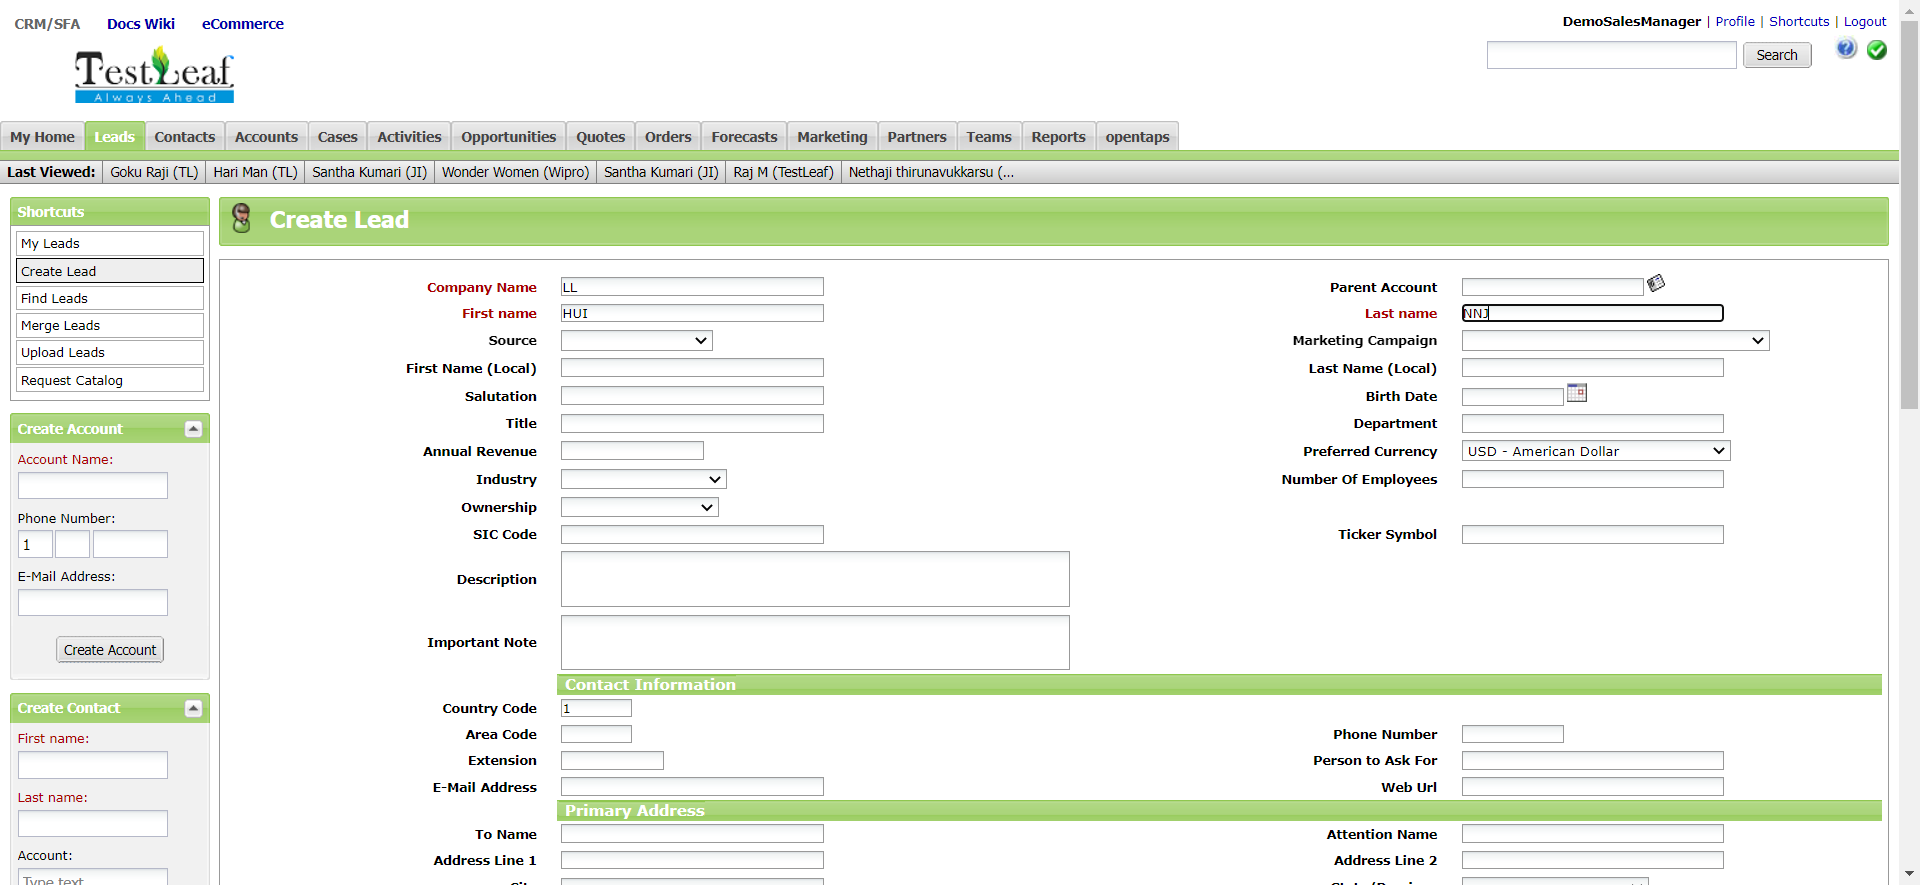 CRM/SFA Docs Wiki eCommerce
DemoSalesManager | Profile | Shortcuts | Logout
TestLeaf
Always Ahead
Search
My Home Leads Contacts Accounts Cases Activities Opportunities Quotes Orders Forecasts Marketing Partners Teams Reports opentaps
Last Viewed: Goku Raji (TL) Hari Man (TL) Santha Kumari (JI) Wonder Women (Wipro) Santha Kumari (JI) Raj M (TestLeaf) Nethaji thirunavukkarsu (...
Shortcuts
My Leads
Create Lead
Find Leads
Merge Leads
Upload Leads
Request Catalog
Create Account
Account Name:
Phone Number:
1
E-Mail Address:
Create Account
Create Contact
First name:
Last name:
Account:
Type text
Create Lead
Company Name LL Parent Account
First name HUI Last name NNJ
Source Marketing Campaign
First Name (Local) Last Name (Local)
Salutation Birth Date
Title Department
Annual Revenue Preferred Currency USD - American Dollar
Industry Number Of Employees
Ownership
SIC Code Ticker Symbol
Description
Important Note
Contact Information
Country Code 1
Area Code Phone Number
Extension Person to Ask For
E-Mail Address Web Url
Primary Address
To Name Attention Name
Address Line 1 Address Line 2